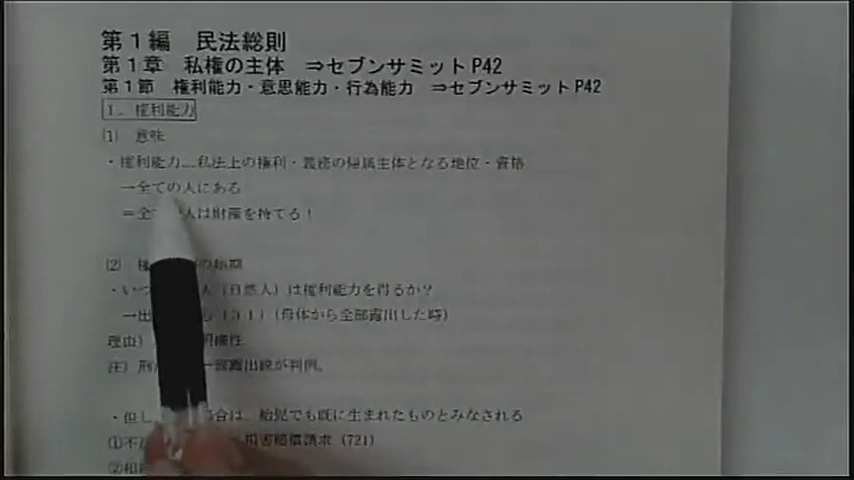 第１編　民法総則
第１章　私権の主体　⇒セブンサミットP42
第１節　権利能力・意思能力・行為能力　⇒セブンサミットP42
１．権利能力
(1)　意味
・権利能力…私法上の権利・義務の帰属主体となる地位・資格
→全ての人にある
＝全 人は財産を持てる！
(2) 権 の始期
・いつ 人（自然人）は権利能力を得るか？
→出 （３１）（母体から全部露出した時）
理由） 明確性
注）刑 一部露出説が判例。
・但し、 場合は、胎児でも既に生まれたものとみなされる
①不 損害賠償請求（721）
②相